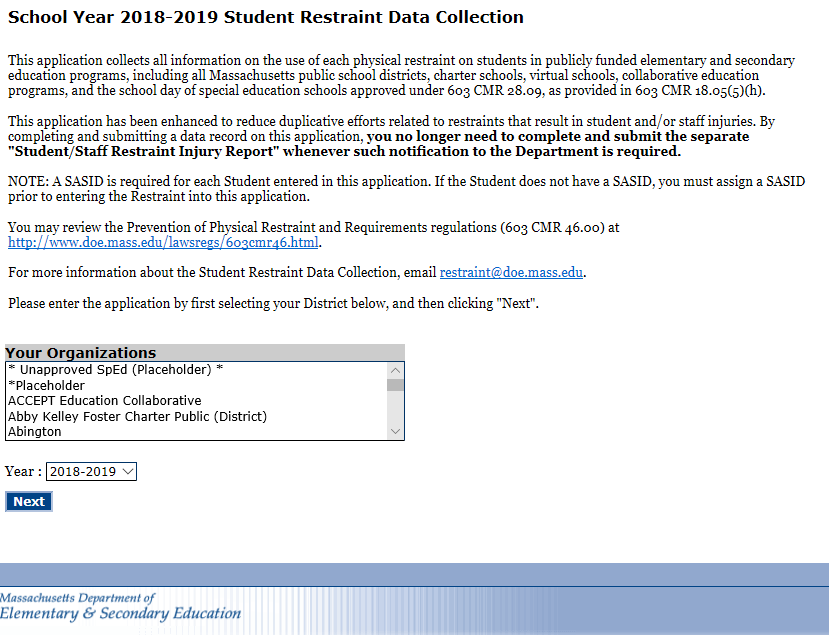 School Year 2018-2019 Student Restraint Data Collection
This application collects all information on the use of each physical restraint on students in publicly funded elementary and secondary
education programs, including all Massachusetts public school districts, charter schools, virtual schools, collaborative education
programs, and the school day of special education schools approved under 603 CMR 28.09, as provided in 603 CMR 18.05(5)(h).
This application has been enhanced to reduce duplicative efforts related to restraints that result in student and/or staff injuries. By
completing and submitting a data record on this application, you no longer need to complete and submit the separate
"Student/Staff Restraint Injury Report" whenever such notification to the Department is required.
NOTE: A SASID is required for each Student entered in this application. If the Student does not have a SASID, you must assign a SASID
prior to entering the Restraint into this application.
You may review the Prevention of Physical Restraint and Requirements regulations (603 CMR 46.00) at
http://www.doe.mass.edu/lawsregs/603cmr46.html.
For more information about the Student Restraint Data Collection, email restraint@doe.mass.edu.
Please enter the application by first selecting your District below, and then clicking "Next".
Your Organizations
* Unapproved SpEd (Placeholder) *
*Placeholder
ACCEPT Education Collaborative
Abby Kelley Foster Charter Public (District)
Abington
Year : 2018-2019
Next
Massachusetts Department of
Elementary & Secondary Education